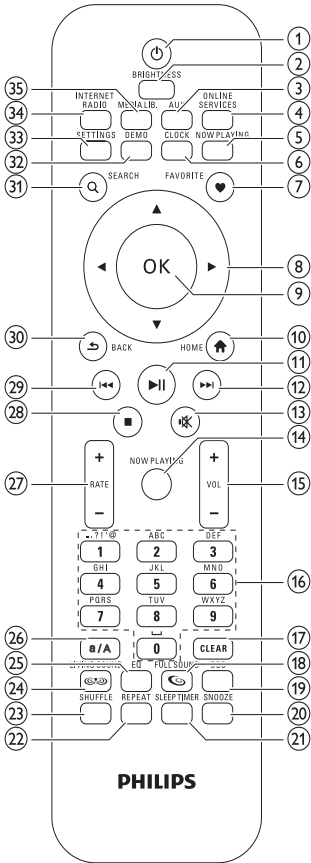 1
BRIGHTNESS
2
35
INTERNET RADIO
MEDIA LIB.
AUX
ONLINE SERVICES
3
34
4
33
SETTINGS
DEMO
CLOCK
NOW PLAYING
5
32
6
31
SEARCH
FAVORITE
7
8
OK
9
30
BACK
HOME
10
11
29
12
28
13
NOW PLAYING
14
27
+
RATE
–
+
VOL
–
15
.,?!'@
ABC
DEF
1
2
3
GHI
JKL
MNO
4
5
6
16
PQRS
TUV
WXYZ
7
8
9
26
a/A
0
CLEAR
17
25
LIVING SOUND
EQ
FULL SOUND
18
24
19
23
SHUFFLE
REPEAT
SLEEP TIMER
SNOOZE
20
22
21
PHILIPS